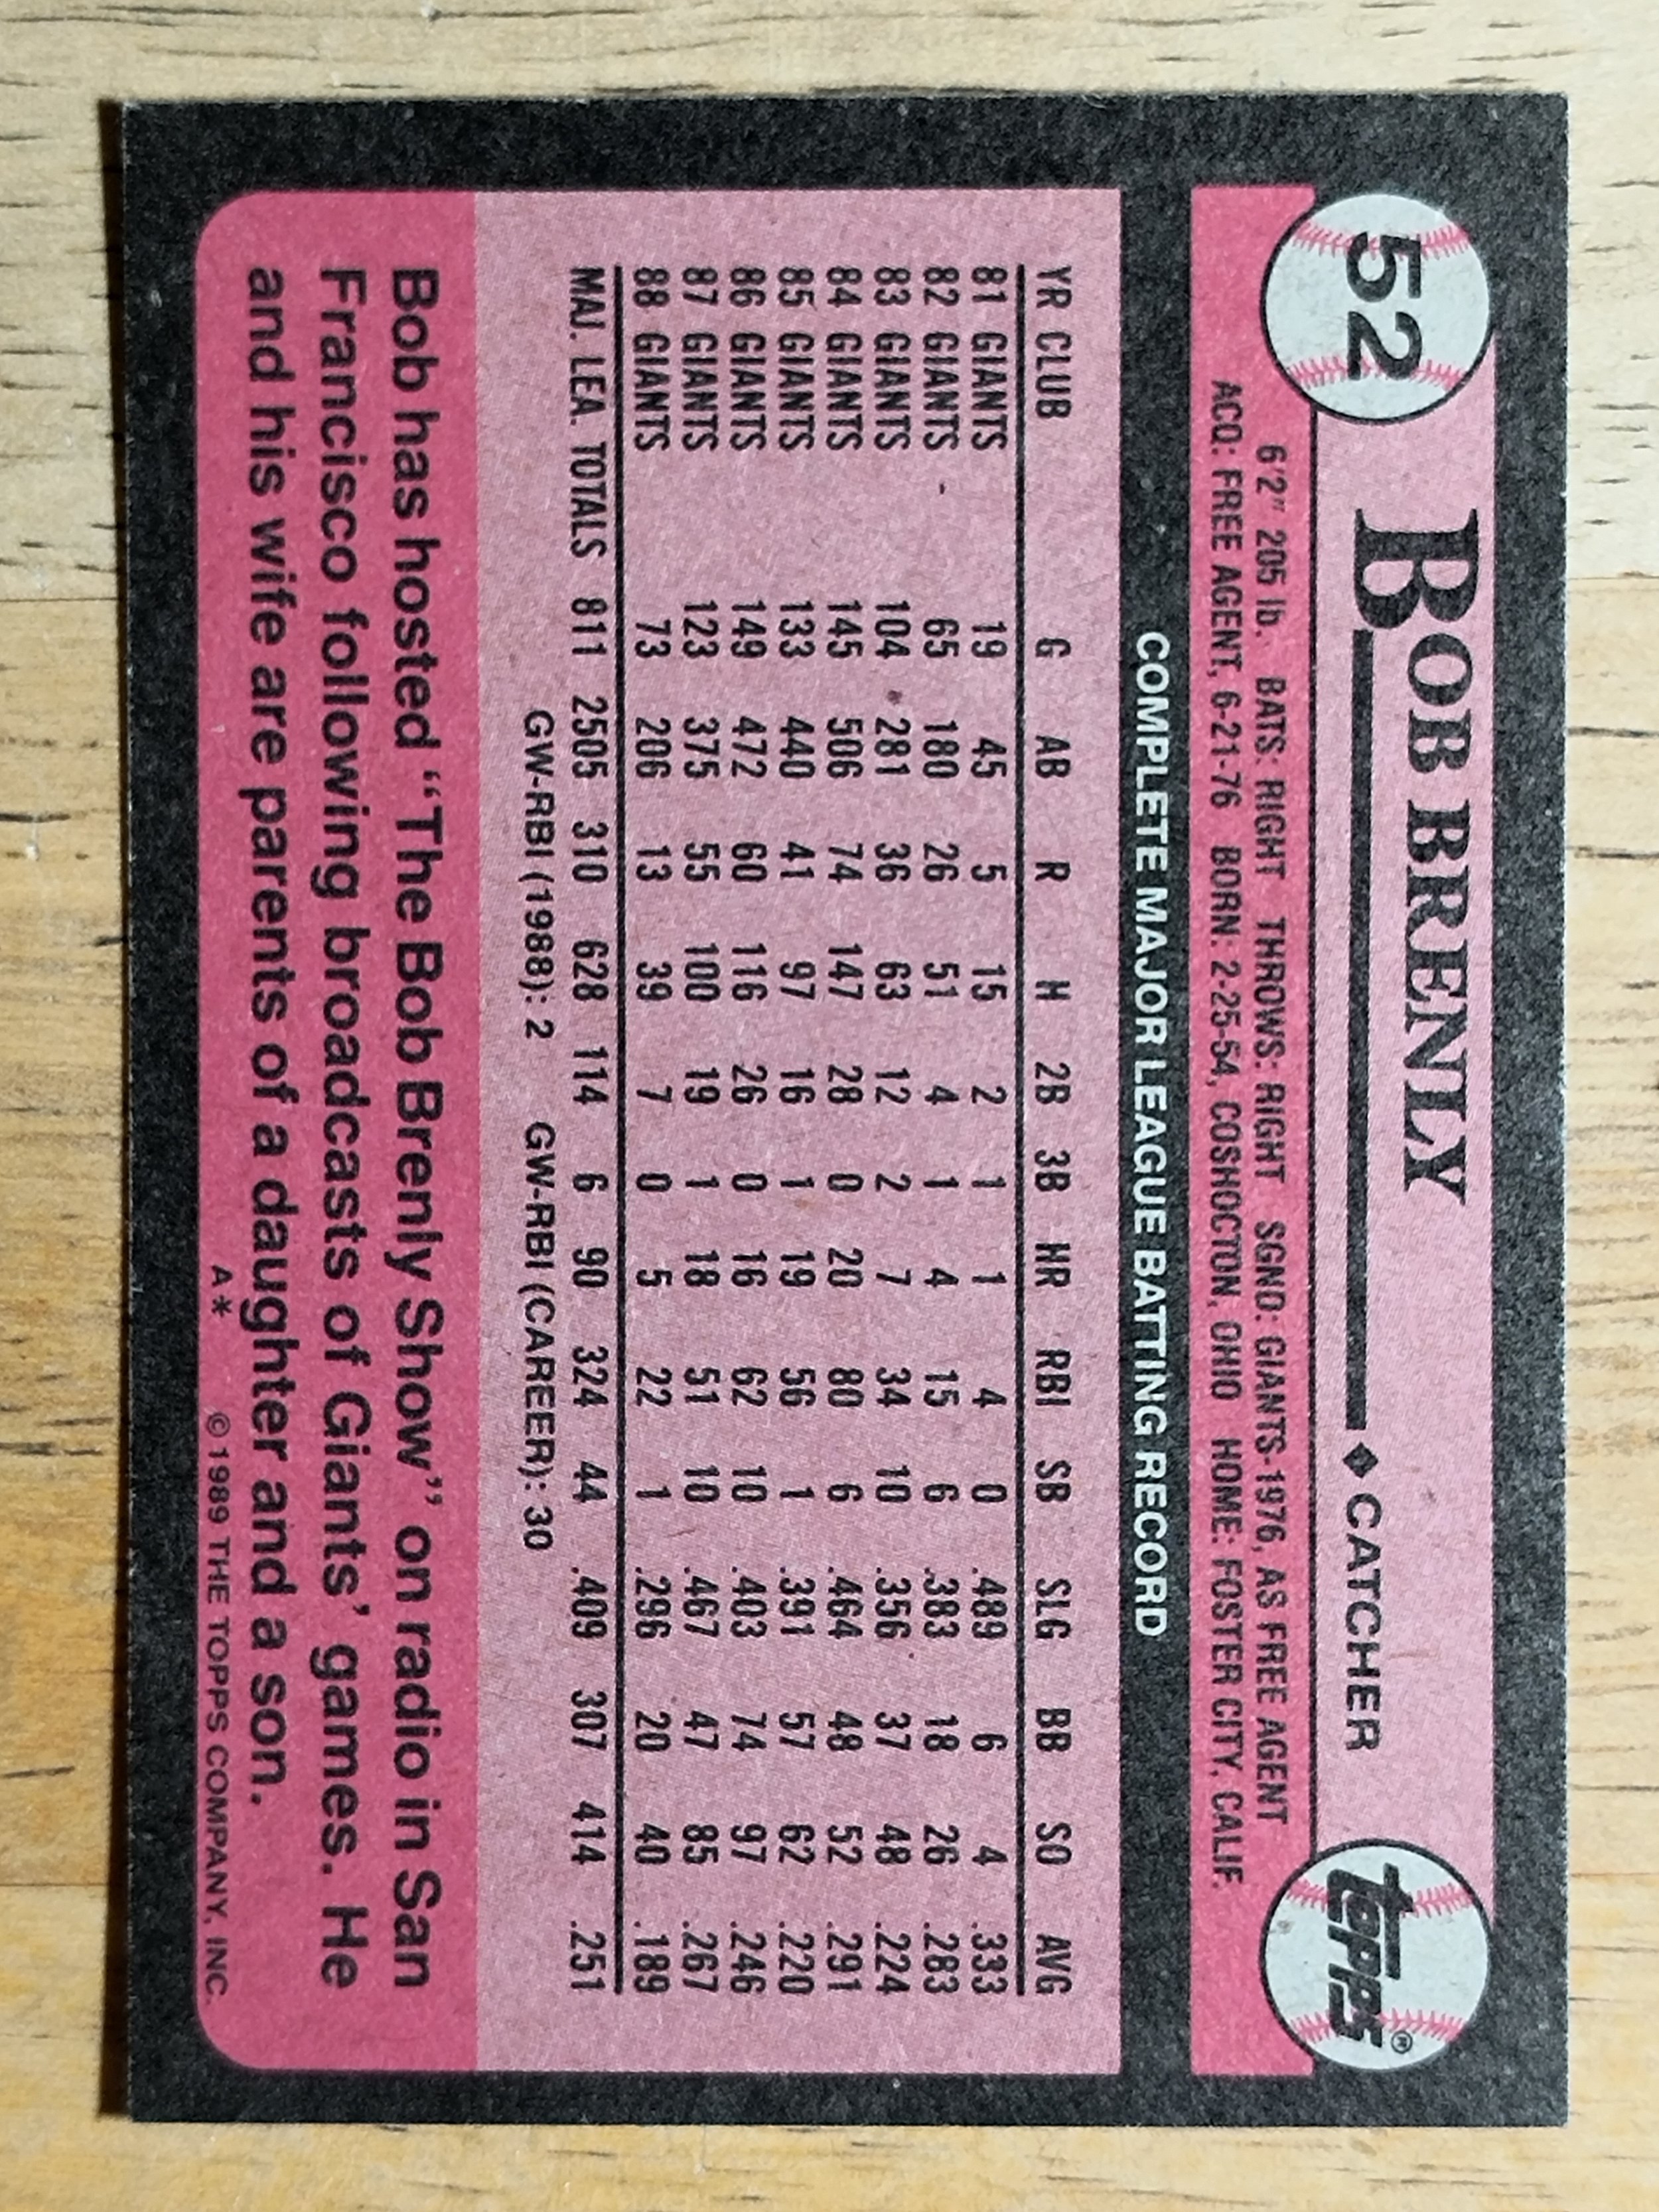 52 BOB BRENLY ◆ CATCHER topps®
6'2" 205 lb. BATS: RIGHT THROWS: RIGHT SGND: GIANTS-1976, AS FREE AGENT
ACQ: FREE AGENT, 6-21-76 BORN: 2-25-54, COSHOCTON, OHIO HOME: FOSTER CITY, CALIF.
COMPLETE MAJOR LEAGUE BATTING RECORD
YR CLUB G AB R H 2B 3B HR RBI SB SLG BB SO AVG
81 GIANTS 19 45 5 15 2 1 1 4 0 .489 6 4 .333
82 GIANTS 65 180 26 51 4 1 4 15 6 .383 18 26 .283
83 GIANTS 104 281 36 63 12 2 7 34 10 .356 37 48 .224
84 GIANTS 145 506 74 147 28 0 20 80 6 .464 48 52 .291
85 GIANTS 133 440 41 97 16 1 19 56 1 .391 57 62 .220
86 GIANTS 149 472 60 116 26 0 16 62 10 .403 74 97 .246
87 GIANTS 123 375 55 100 19 1 18 51 10 .467 47 85 .267
88 GIANTS 73 206 13 39 7 0 5 22 1 .296 20 40 .189
MAJ. LEA. TOTALS 811 2505 310 628 114 6 90 324 44 .409 307 414 .251
GW-RBI (1988): 2 GW-RBI (CAREER): 30
Bob has hosted "The Bob Brenly Show" on radio in San
Francisco following broadcasts of Giants' games. He
and his wife are parents of a daughter and a son.
A* © 1989 THE TOPPS COMPANY, INC.